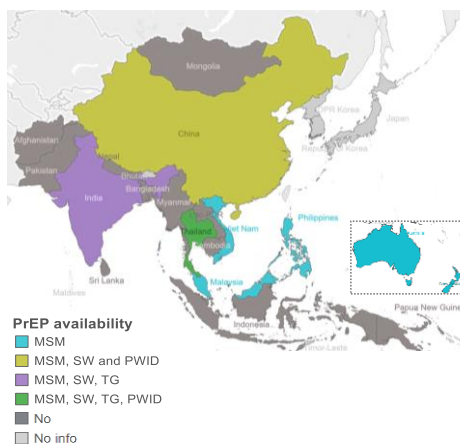 Mongolia
DPR Korea
Japan
Republic of Korea
China
Afghanistan
Pakistan
Nepal
Bhutan
Bangladesh
India
Myanmar
Viet Nam
Thailand
Cambodia
Philippines
Sri Lanka
Maldives
Malaysia
Indonesia
Papua New Guinea
Timor-Leste
PrEP availability
MSM
MSM, SW and PWID
MSM, SW, TG
MSM, SW, TG, PWID
No
No info